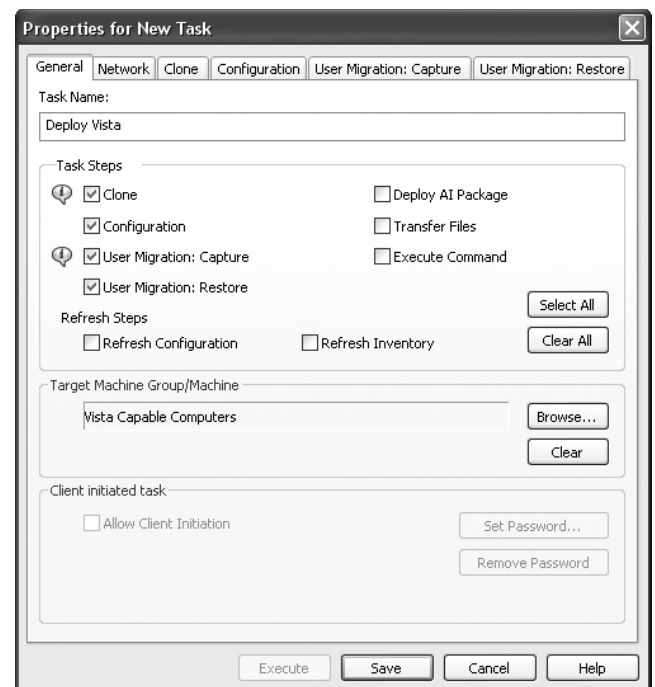 Properties for New Task
General Network Clone Configuration User Migration: Capture User Migration: Restore
Task Name:
Deploy Vista
Task Steps
Clone
Deploy AI Package
Configuration
Transfer Files
User Migration: Capture
Execute Command
User Migration: Restore
Select All
Refresh Steps
Refresh Configuration
Refresh Inventory
Clear All
Target Machine Group/Machine
Vista Capable Computers
Browse...
Clear
Client initiated task
Allow Client Initiation
Set Password...
Remove Password
Execute Save Cancel Help